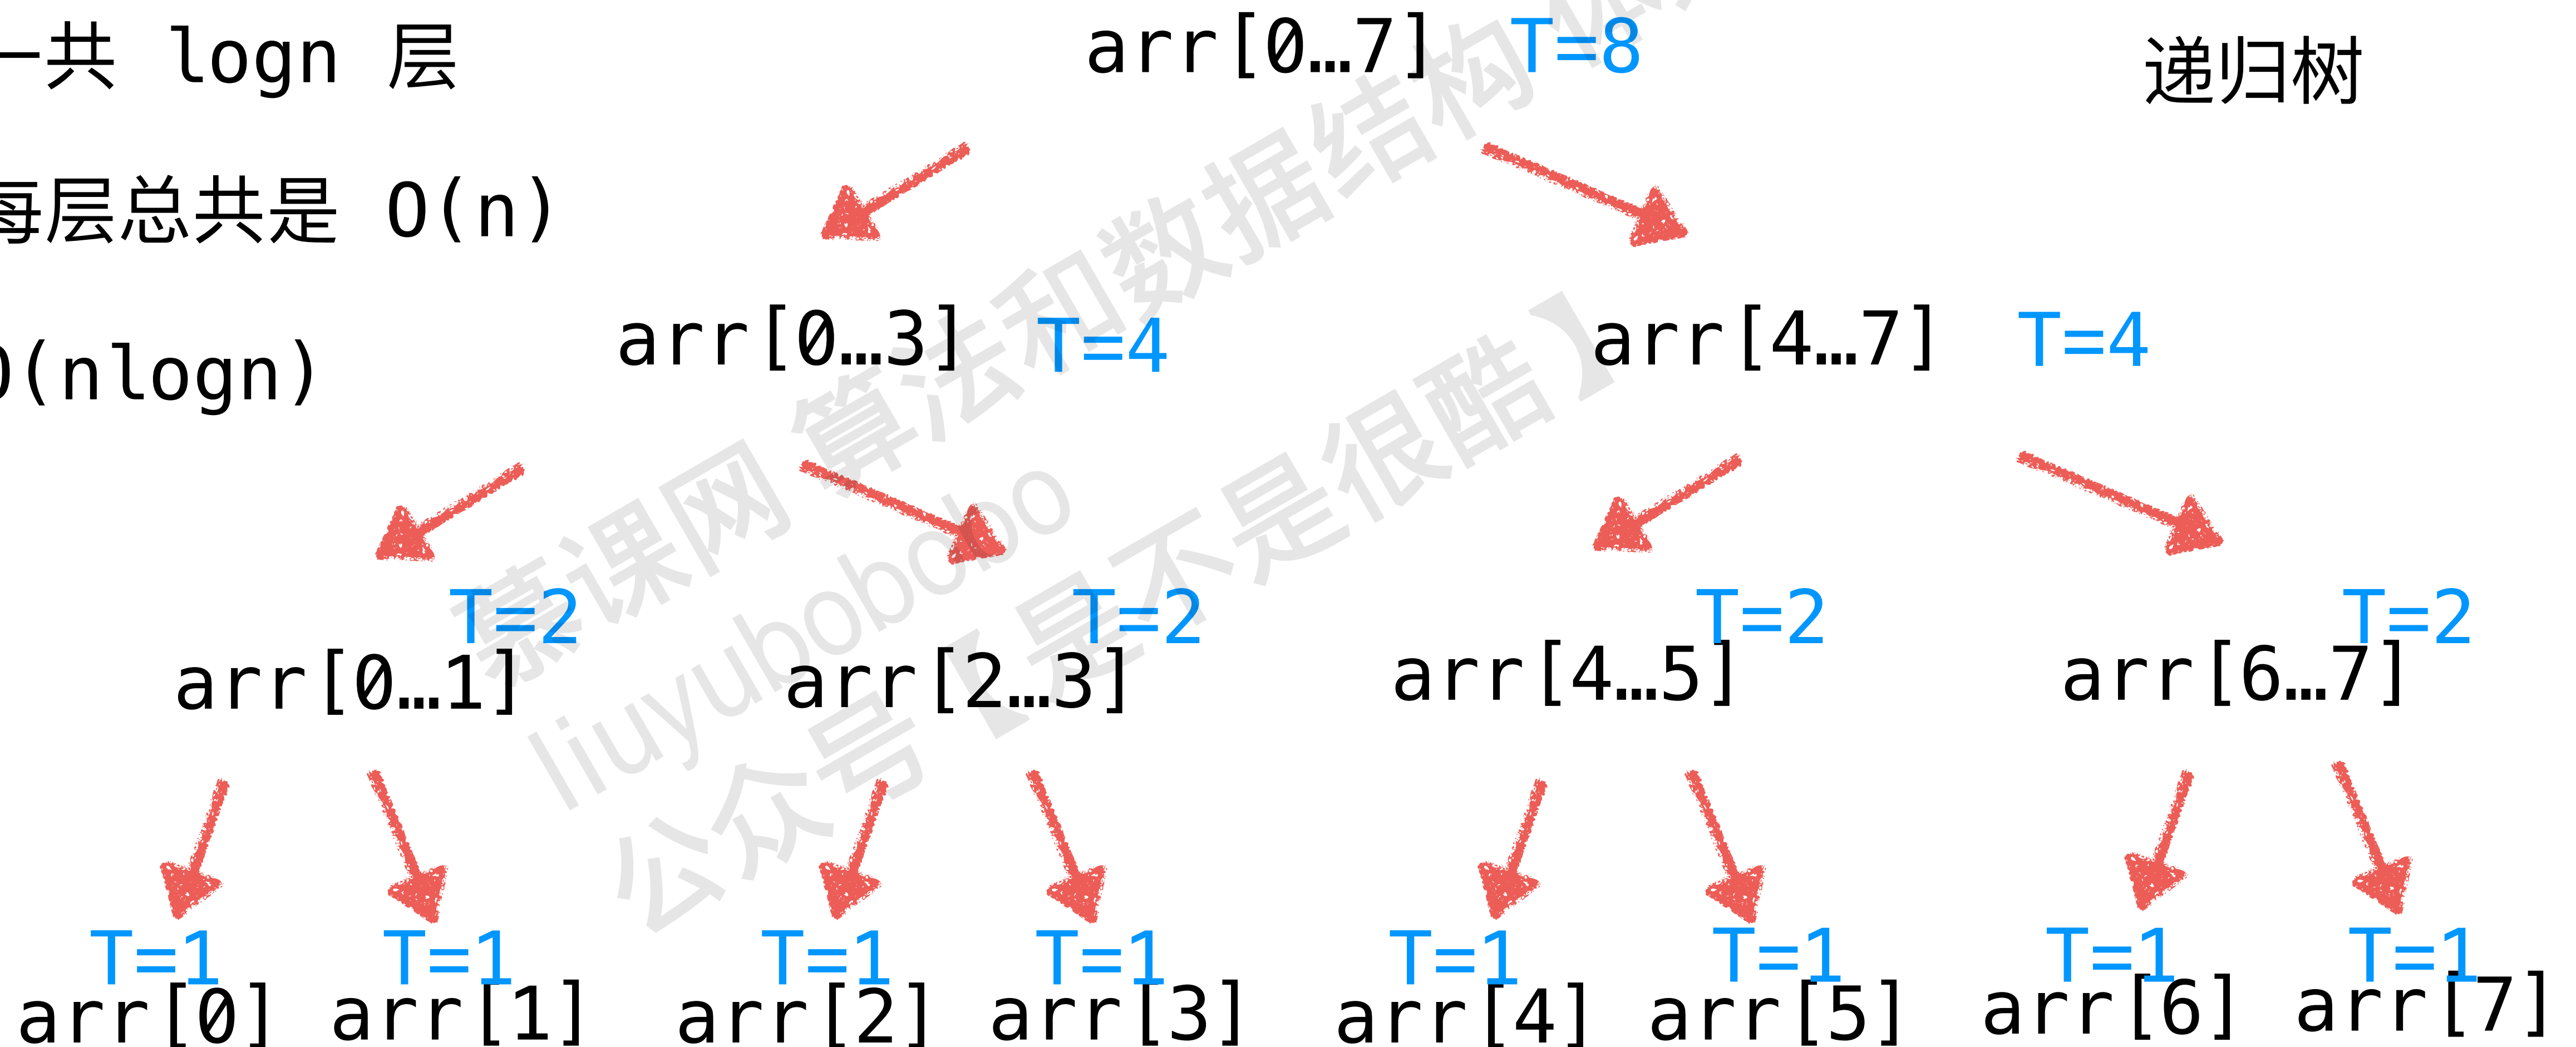 一共 logn 层
arr[0…7] T=8
递归树
每层总共是 O(n)
O(nlogn)
arr[0…3] T=4
arr[4…7] T=4
T=2
arr[0…1]
T=2
arr[2…3]
T=2
arr[4…5]
T=2
arr[6…7]
T=1
arr[0]
T=1
arr[1]
T=1
arr[2]
T=1
arr[3]
T=1
arr[4]
T=1
arr[5]
T=1
arr[6]
T=1
arr[7]
慕课网 算法和数据结构
liuyubobobo
公众号【是不是很酷】